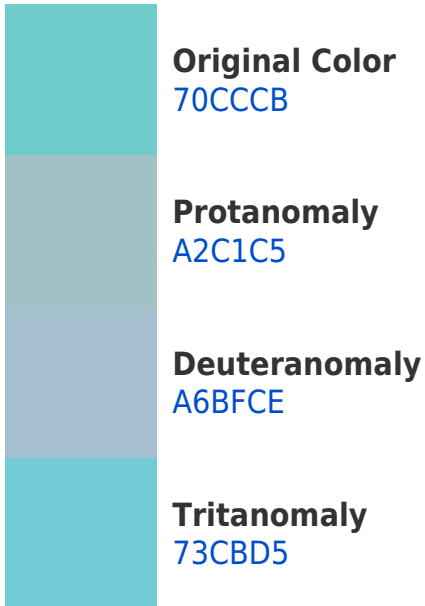 Original Color
70CCCB
Protanomaly
A2C1C5
Deuteranomaly
A6BFCE
Tritanomaly
73CBD5